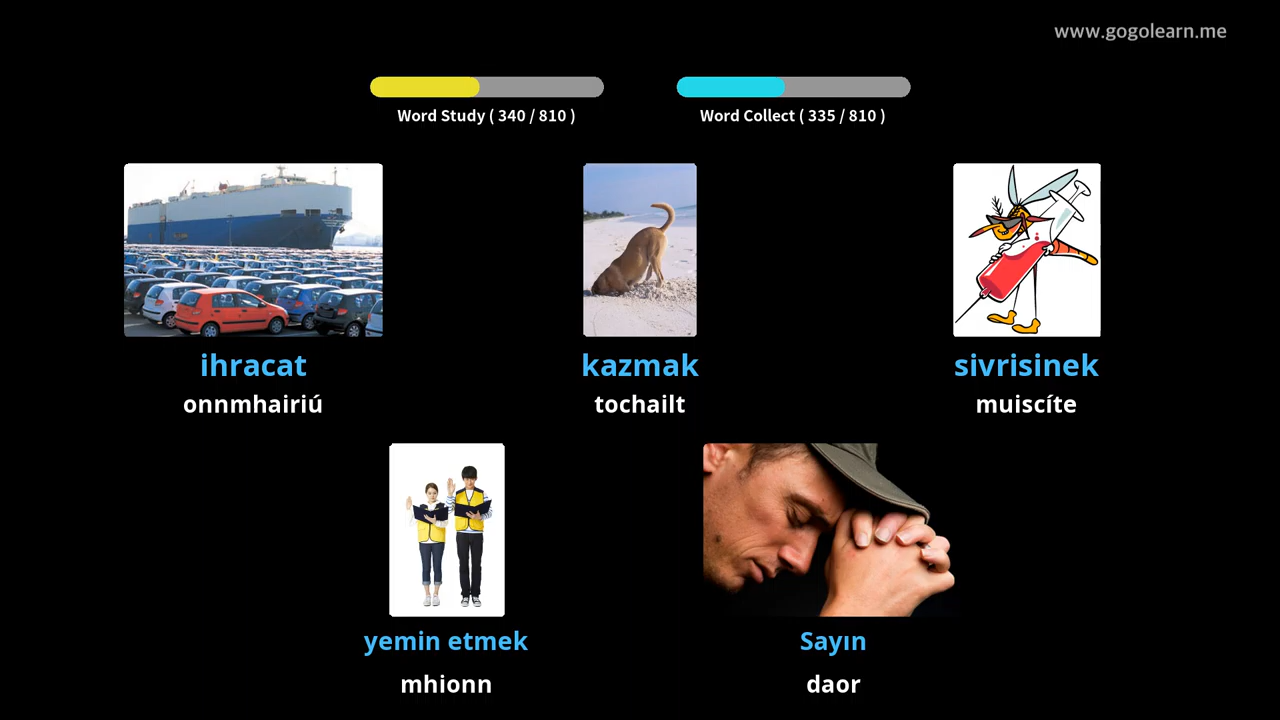 www.gogolearn.me
Word Study ( 340 / 810 )
Word Collect ( 335 / 810 )
ihracat
onnmhairiú
kazmak
tochailt
sivrisinek
muiscíte
yemin etmek
mhionn
Sayın
daor